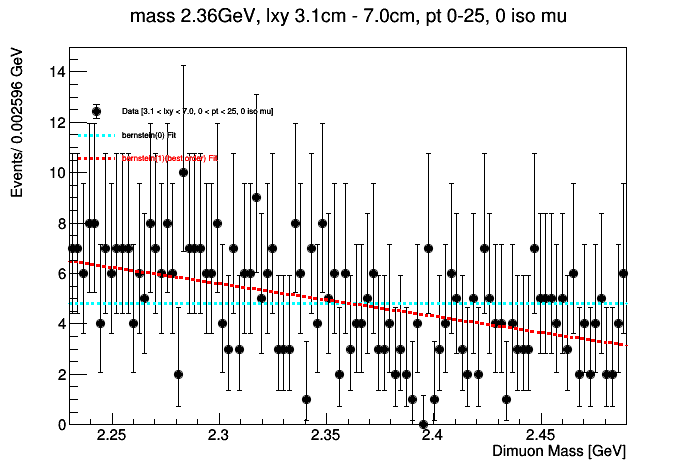 mass 2.36GeV, lxy 3.1cm - 7.0cm, pt 0-25, 0 iso mu
Events/ 0.002596 GeV
14
12
10
8
6
4
2
0
Data [3.1 < lxy < 7.0, 0 < pt < 25, 0 iso mu]
bernstein(0) Fit
bernstein(1)(best order) Fit
2.25
2.3
2.35
2.4
2.45
Dimuon Mass [GeV]